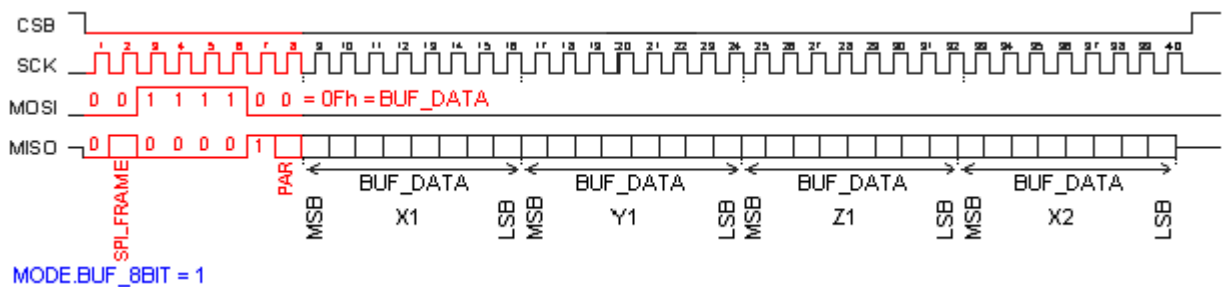 CSB
1 2 3 4 5 6 7 8 9 10 11 12 13 14 15 16 17 18 19 20 21 22 23 24 25 26 27 28 29 30 31 32 33 34 35 36 37 38 39 40
SCK
MOSI 0 0 1 1 1 1 0 0 = 0Fh = BUF_DATA
MISO 0 0 0 0 0 1
SPI_FRAME
PAR
BUF_DATA BUF_DATA BUF_DATA BUF_DATA
MSB X1 LSB MSB Y1 LSB MSB Z1 LSB MSB X2 LSB
MODE.BUF_8BIT = 1